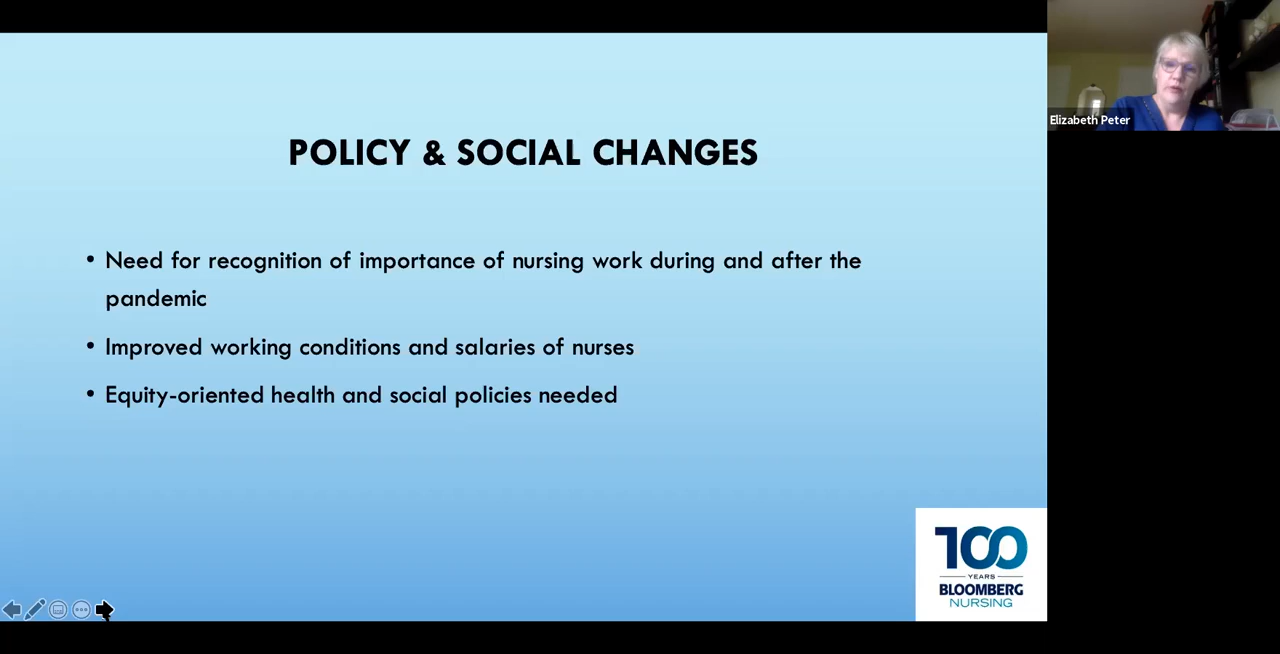 POLICY & SOCIAL CHANGES
• Need for recognition of importance of nursing work during and after the
pandemic
• Improved working conditions and salaries of nurses
• Equity-oriented health and social policies needed
Elizabeth Peter
100
YEARS
BLOOMBERG
NURSING